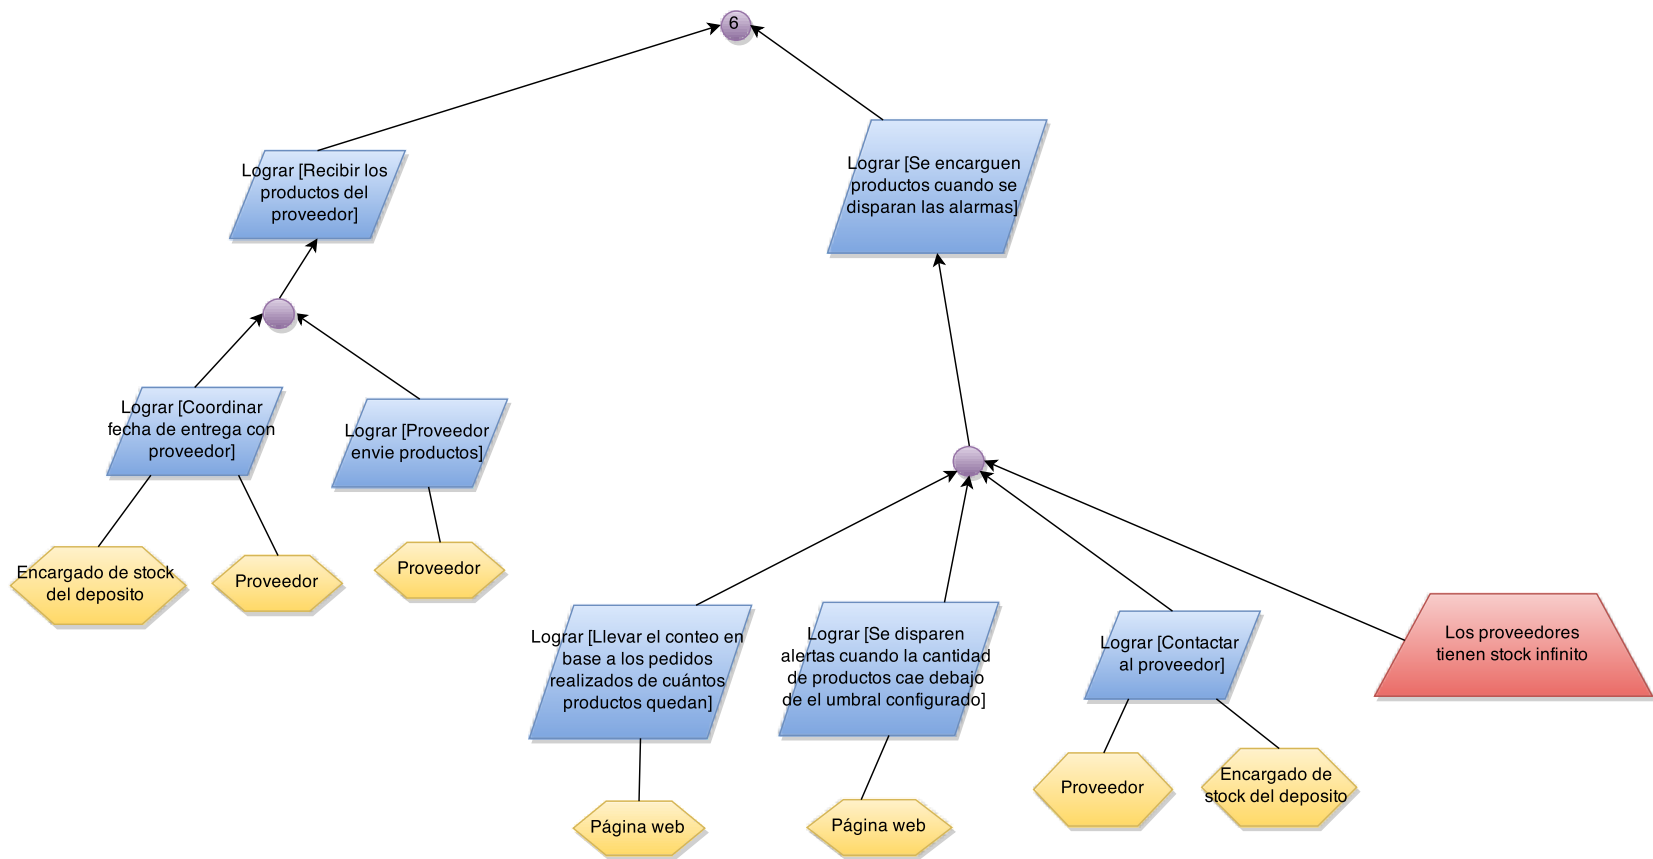 6
Lograr [Recibir los
productos del
proveedor]
Lograr [Se encarguen
productos cuando se
disparan las alarmas]
Lograr [Coordinar
fecha de entrega con
proveedor]
Lograr [Proveedor
envie productos]
Encargado de stock
del deposito
Proveedor
Proveedor
Lograr [Llevar el conteo en
base a los pedidos
realizados de cuántos
productos quedan]
Lograr [Se disparen
alertas cuando la cantidad
de productos cae debajo
de el umbral configurado]
Lograr [Contactar
al proveedor]
Los proveedores
tienen stock infinito
Página web
Página web
Proveedor
Encargado de
stock del deposito